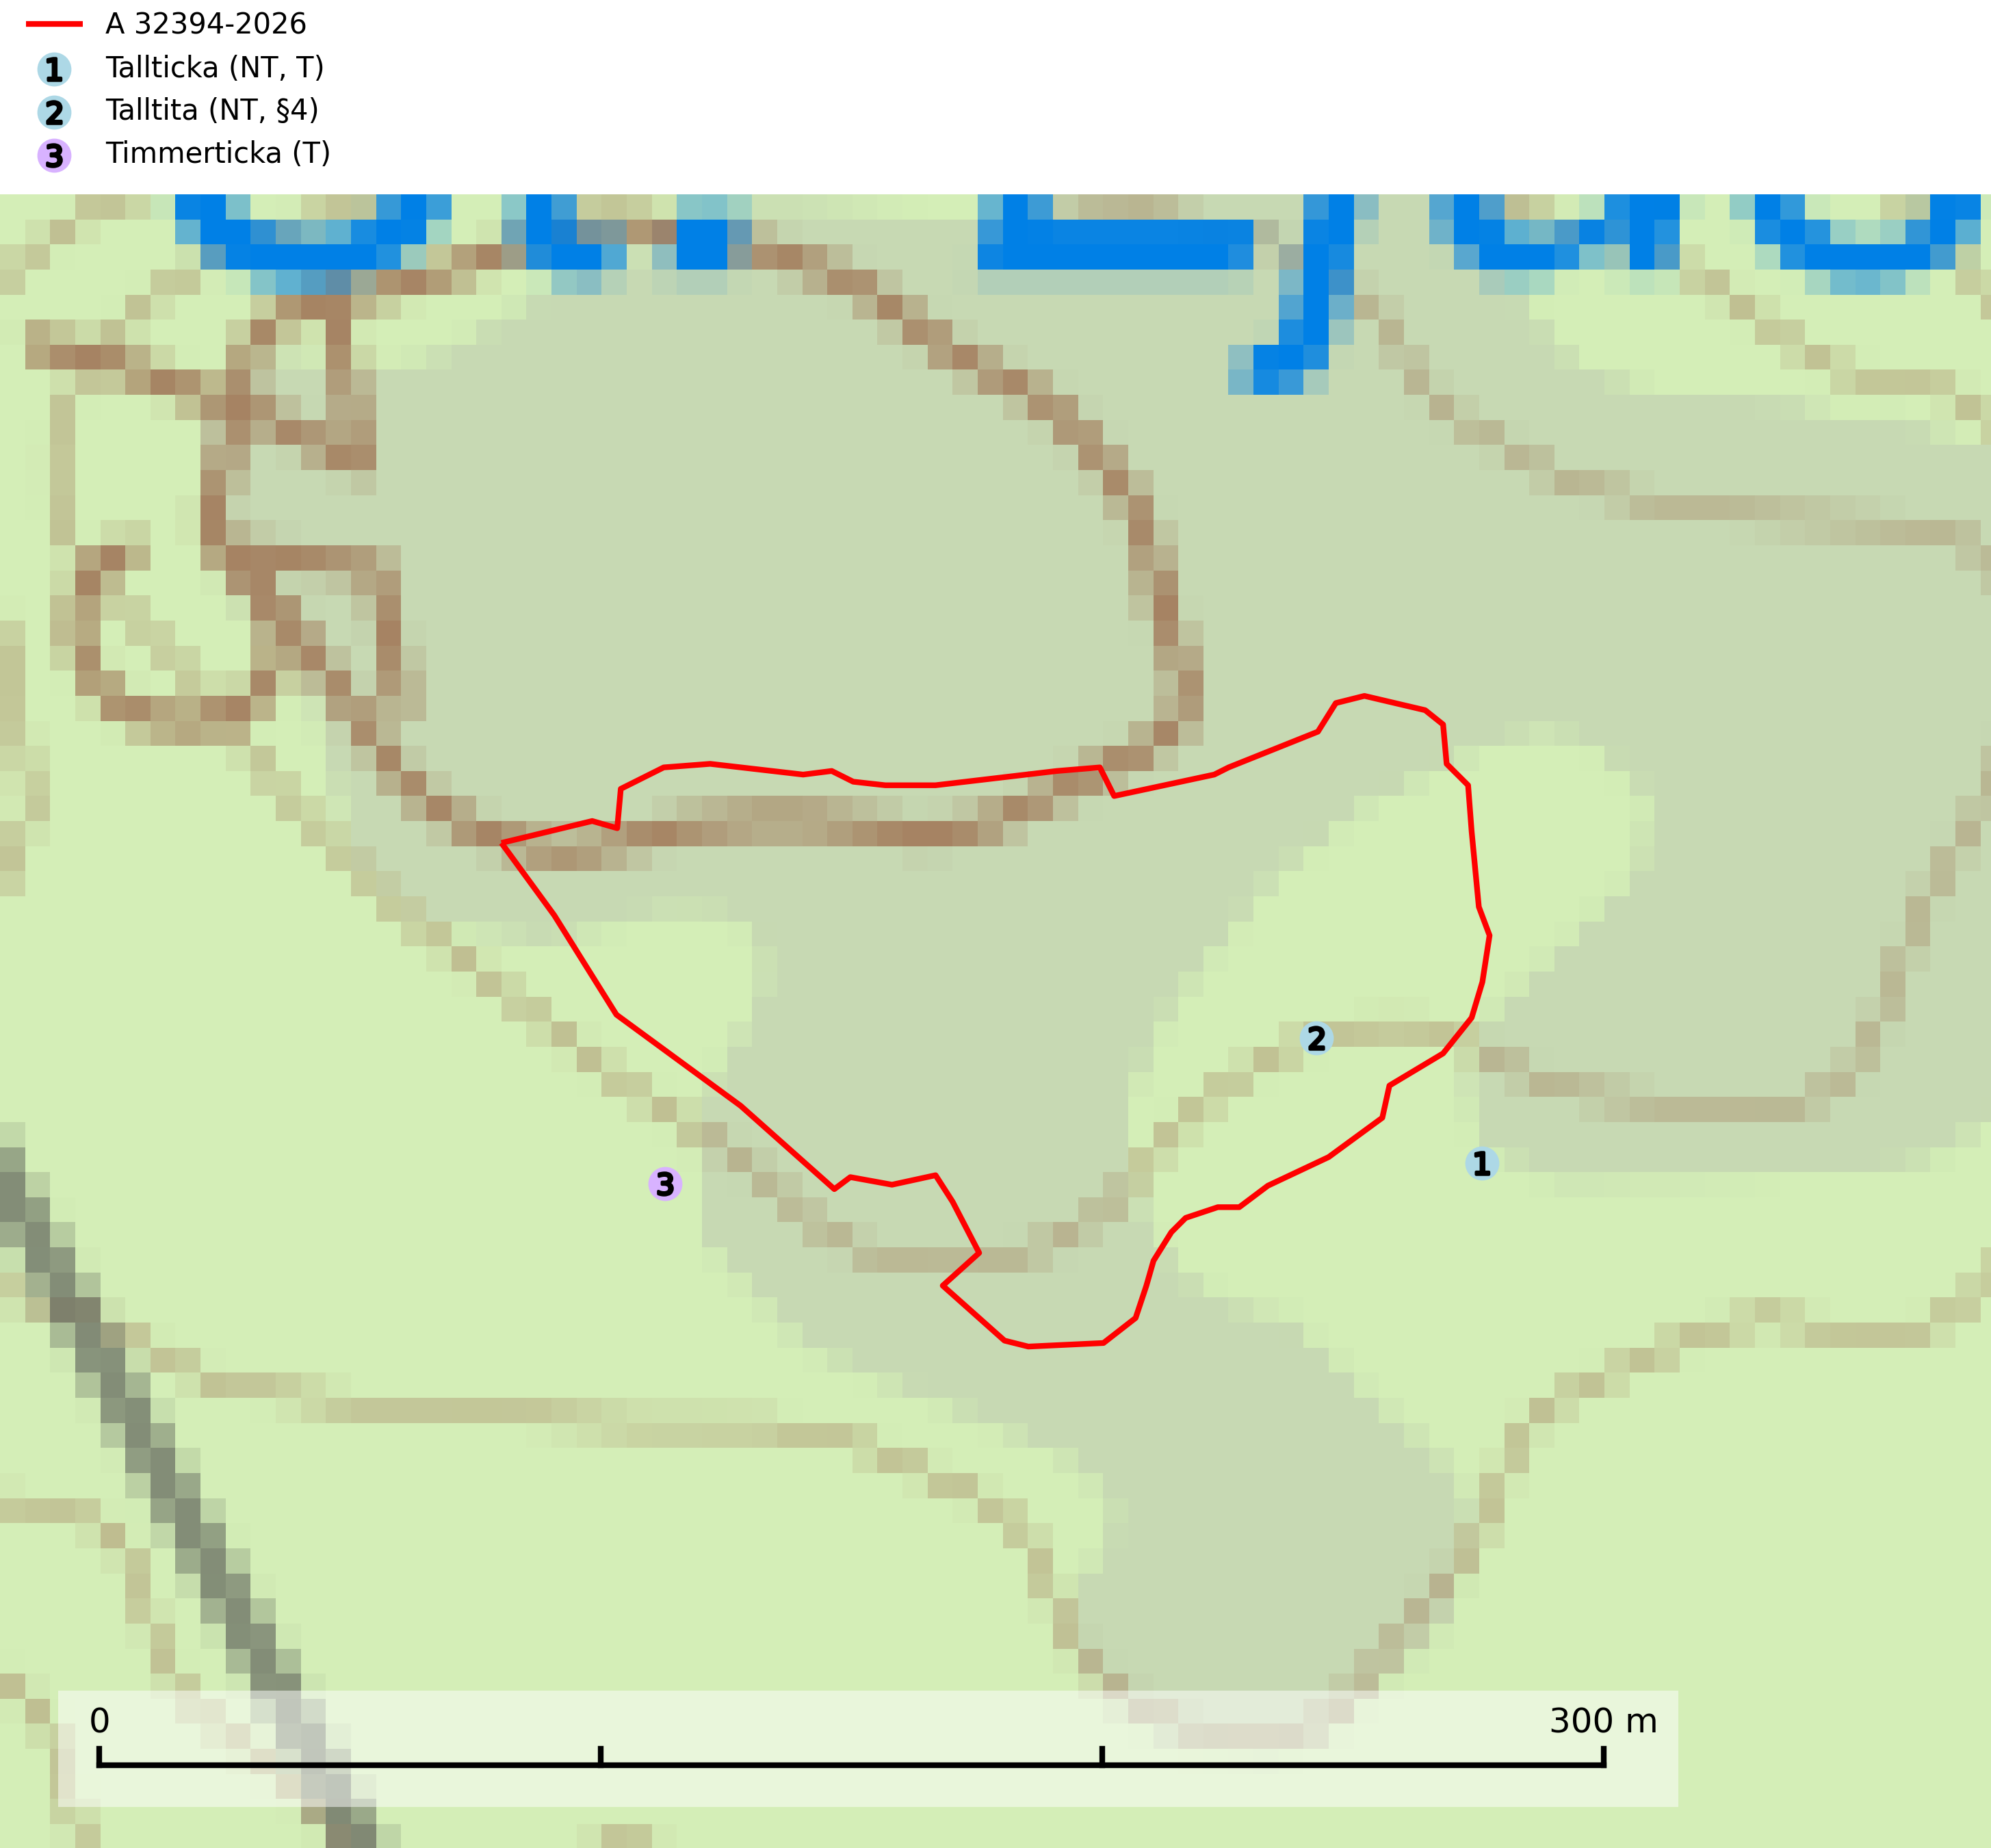 A 32394-2026
1 Tallticka (NT, T)
2 Talltita (NT, §4)
3 Timmerticka (T)
2
1
3
0 300 m